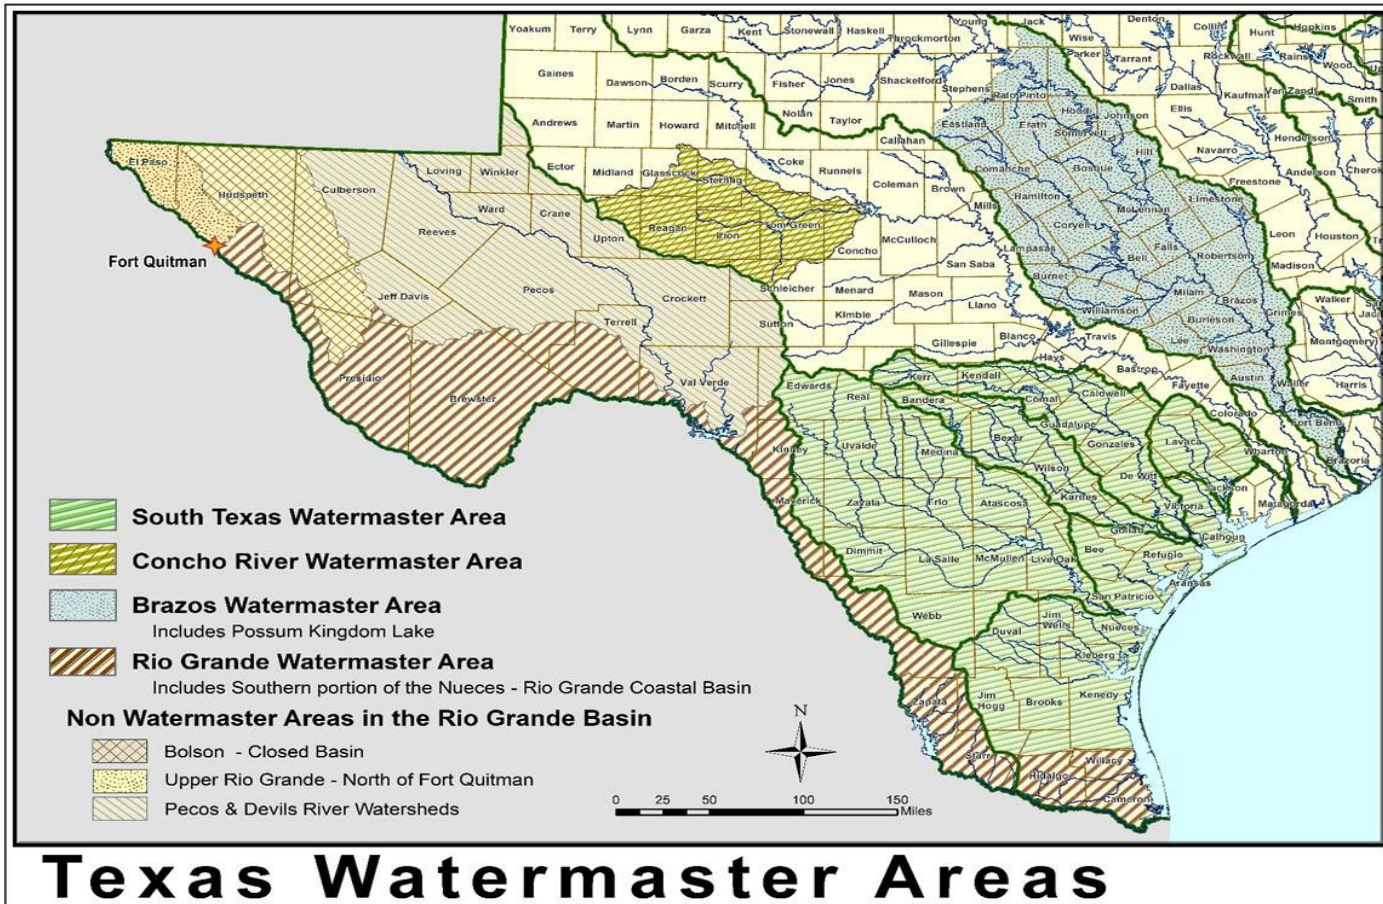 Yoakum Terry Lynn Garza Kent Stonewall Haskell Throckmorton Young Jack Wise Denton Collin Hunt Hopkins
Parker Tarrant Rockwall Rains Wood
Gaines Dawson Borden Scurry Fisher Jones Shackelford Stephens Palo Pinto Dallas Kaufman Van Zandt Smith
Andrews Martin Howard Mitchell Nolan Taylor Callahan Eastland Erath Hood Somervell Johnson Ellis Henderson
El Paso Hudspeth Culberson Loving Winkler Ector Midland Glasscock Sterling Coke Runnels Coleman Brown Comanche Bosque Hill Navarro Freestone Anderson Cherok
Ward Crane Reeves Upton Reagan Irion Tom Green Concho McCulloch Mills Hamilton Coryell McLennan Limestone Leon Houston
Fort Quitman
Jeff Davis Pecos Crockett Schleicher Menard Mason San Saba Lampasas Burnet Bell Falls Robertson Madison Walker
Terrell Sutton Kimble Llano Williamson Milam Brazos Burleson Grimes Montgomery
Presidio Brewster Val Verde Edwards Gillespie Blanco Hays Travis Lee Washington
Real Kerr Kendall Bandera Comal Caldwell Bastrop Fayette Austin Waller Harris
Kinney Uvalde Medina Bexar Guadalupe Gonzales Lavaca Colorado Wharton Fort Bend Brazoria
Maverick Zavala Frio Atascosa Wilson Karnes De Witt Victoria Jackson Matagorda
Dimmit La Salle McMullen Live Oak Bee Goliad Refugio Calhoun
Aransas
Webb Duval Jim Wells San Patricio Nueces
Kleberg
Zapata Jim Hogg Brooks Kenedy
Starr Hidalgo Willacy
Cameron
South Texas Watermaster Area
Concho River Watermaster Area
Brazos Watermaster Area
Includes Possum Kingdom Lake
Rio Grande Watermaster Area
Includes Southern portion of the Nueces - Rio Grande Coastal Basin
Non Watermaster Areas in the Rio Grande Basin
Bolson - Closed Basin
Upper Rio Grande - North of Fort Quitman
Pecos & Devils River Watersheds
N
0 25 50 100 150
Miles
Texas Watermaster Areas